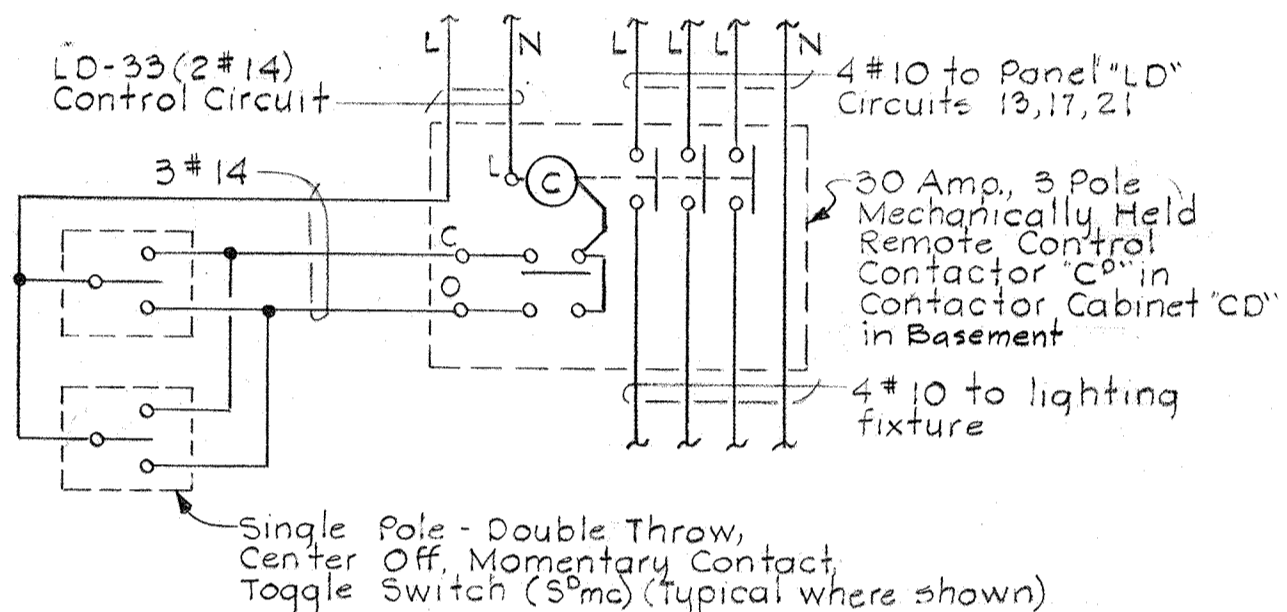 L N L L L N
LD-33 (2 #14)
Control Circuit
4 #10 to Panel "LD"
Circuits 13, 17, 21
3 #14
L C
C
O
30 Amp., 3 Pole
Mechanically Held
Remote Control
Contactor "Cᴰ" in
Contactor Cabinet "CD"
in Basement
4 #10 to lighting
fixture
Single Pole - Double Throw,
Center Off, Momentary Contact,
Toggle Switch (Sᴰmc) (Typical where shown)